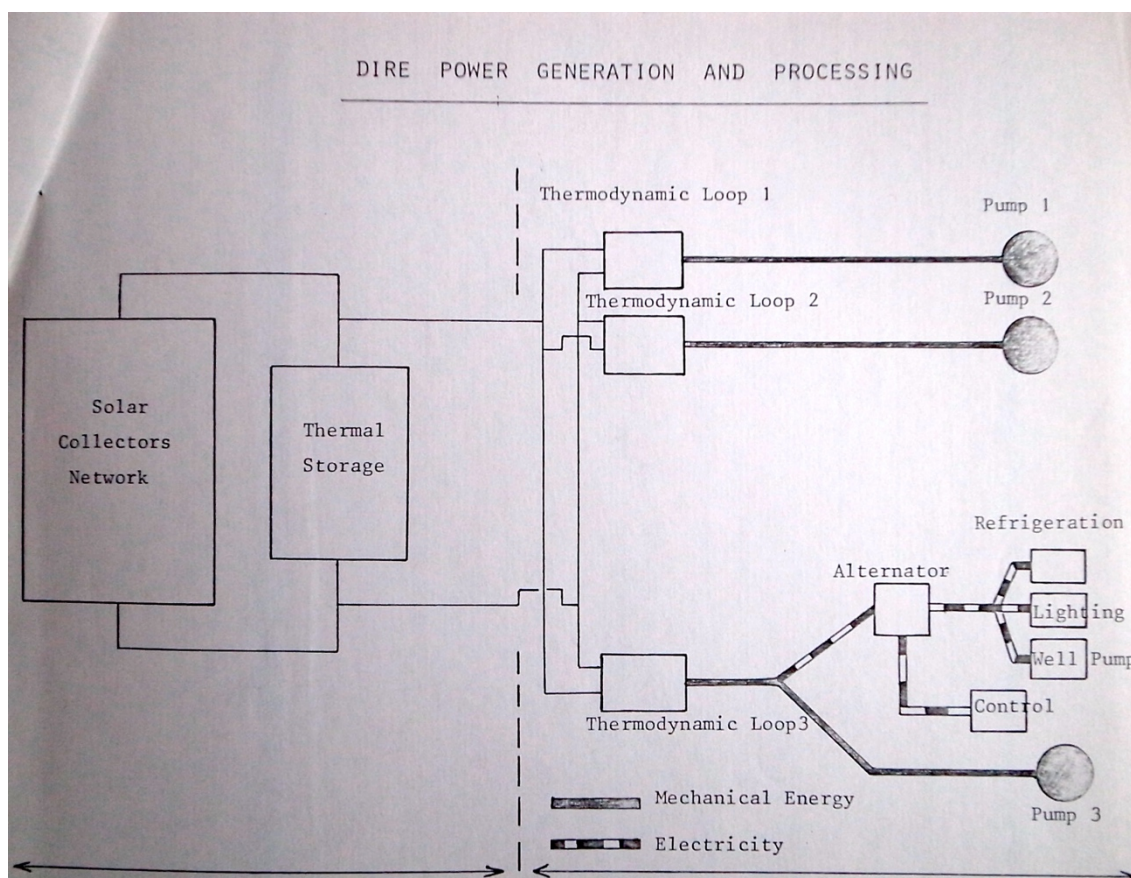 DIRE POWER GENERATION AND PROCESSING
Thermodynamic Loop 1
Pump 1
Thermodynamic Loop 2
Pump 2
Solar
Collectors
Network
Thermal
Storage
Refrigeration
Alternator
Lighting
Well Pump
Control
Thermodynamic Loop3
Mechanical Energy
Pump 3
Electricity